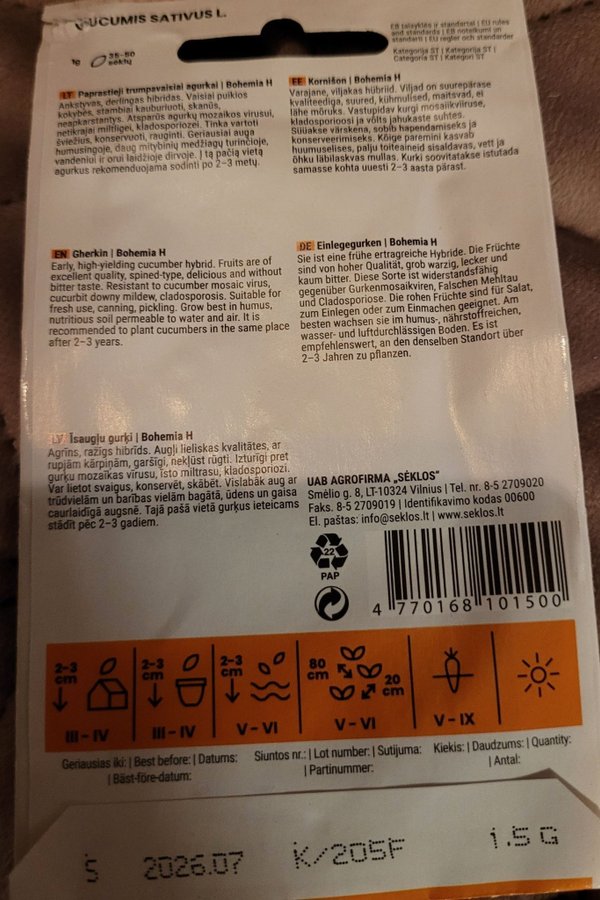 CUCUMIS SATIVUS L.
1g 35-50
sėklų
EB taisyklės ir standartai | EU rules
and standards | EB noteikumi un
standarti | EU regler och standarder
Kategorija ST | Kategorija ST |
Category ST | Kategori ST
LT Paprastieji trumpavaisiai agurkai | Bohemia H
Ankstyvas, derlingas hibridas. Vaisiai puikios
kokybės, stambiai kauburiuoti, skanūs,
neapkarstantys. Atsparūs agurkų mozaikos virusui,
netikrajai miltligei, kladosporiozei. Tinka vartoti
šviežius, konservuoti, rauginti. Geriausiai auga
humusingoje, daug mitybinių medžiagų turinčioje,
vandeniui ir orui laidžioje dirvoje. Į tą pačią vietą
agurkus rekomenduojama sodinti po 2–3 metų.
EE Kornišon | Bohemia H
Varajane, viljakas hübriid. Viljad on suurepärase
kvaliteediga, suured, kühmulised, maitsvad, ei
lähe mõruks. Vastupidav kurgi mosaiikviiruse,
kladosporioosi ja võlts jahukaste suhtes.
Süüakse värskena, sobib hapendamiseks ja
konserveerimiseks. Kõige paremini kasvab
huumuselises, palju toiteaineid sisaldavas, vett ja
õhku läbilaskvas mullas. Kurki soovitatakse istutada
samasse kohta uuesti 2–3 aasta pärast.
EN Gherkin | Bohemia H
Early, high-yielding cucumber hybrid. Fruits are of
excellent quality, spined-type, delicious and without
bitter taste. Resistant to cucumber mosaic virus,
cucurbit downy mildew, cladosporosis. Suitable for
fresh use, canning, pickling. Grow best in humus,
nutritious soil permeable to water and air. It is
recommended to plant cucumbers in the same place
after 2–3 years.
DE Einlegegurken | Bohemia H
Sie ist eine frühe ertragreiche Hybride. Die Früchte
sind von hoher Qualität, grob warzig, lecker und
kaum bitter. Diese Sorte ist widerstandsfähig
gegenüber Gurkenmosaikviren, Falschen Mehltau
und Cladosporiose. Die rohen Früchte sind für Salat,
zum Einlegen oder zum Einmachen geeignet. Am
besten wachsen sie im humus-, nährstoffreichen,
wasser- und luftdurchlässigen Boden. Es ist
empfehlenswert, an den denselben Standort über
2–3 Jahren zu pflanzen.
LV Īsaugļu gurķi | Bohemia H
Agrīns, ražīgs hibrīds. Augļi lieliskas kvalitātes, ar
rupjām kārpiņām, garšīgi, nekļūst rūgti. Izturīgi pret
gurķu mozaīkas vīrusu, īsto miltrasu, kladosporiozi.
Var lietot svaigus, konservēt, skābēt. Vislabāk aug ar
trūdvielām un barības vielām bagātā, ūdens un gaisa
caurlaidīgā augsnē. Tajā pašā vietā gurķus ieteicams
stādīt pēc 2–3 gadiem.
UAB AGROFIRMA „SĖKLOS"
Smėlio g. 8, LT-10324 Vilnius | Tel. nr. 8-5 2709020
Faks. 8-5 2709019 | Identifikavimo kodas 00600
El. paštas: info@seklos.lt | www.seklos.lt
22
PAP
4 770168 101500
2–3
cm
III – IV
2–3
cm
III – IV
2–3
cm
V – VI
80
cm
20
cm
V – VI
V – IX
Geriausias iki: | Best before: | Datums:
| Bäst-före-datum:
Siuntos nr.: | Lot number: | Sutijuma:
| Partinummer:
Kiekis: | Daudzums: | Quantity:
| Antal:
S 2026.07 K/205F 1.5 G